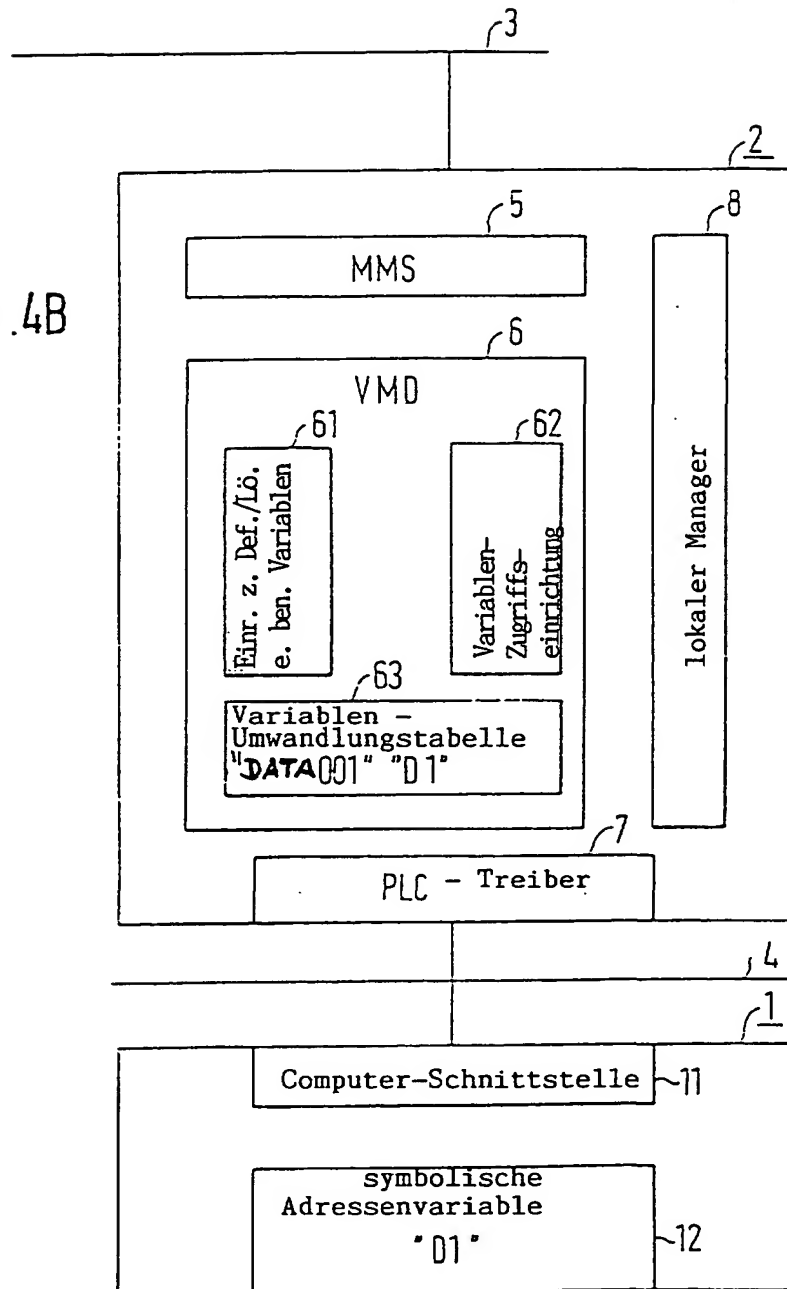 3
2
5
8
MMS
.4B
6
VMD
61
62
Einr. z. Def./Lö.
e. ben. Variablen
Variablen-
Zugriffs-
einrichtung
lokaler Manager
63
Variablen -
Umwandlungstabelle
"DATA001" "D1"
7
PLC - Treiber
4
1
Computer-Schnittstelle
11
symbolische
Adressenvariable
"D1"
12